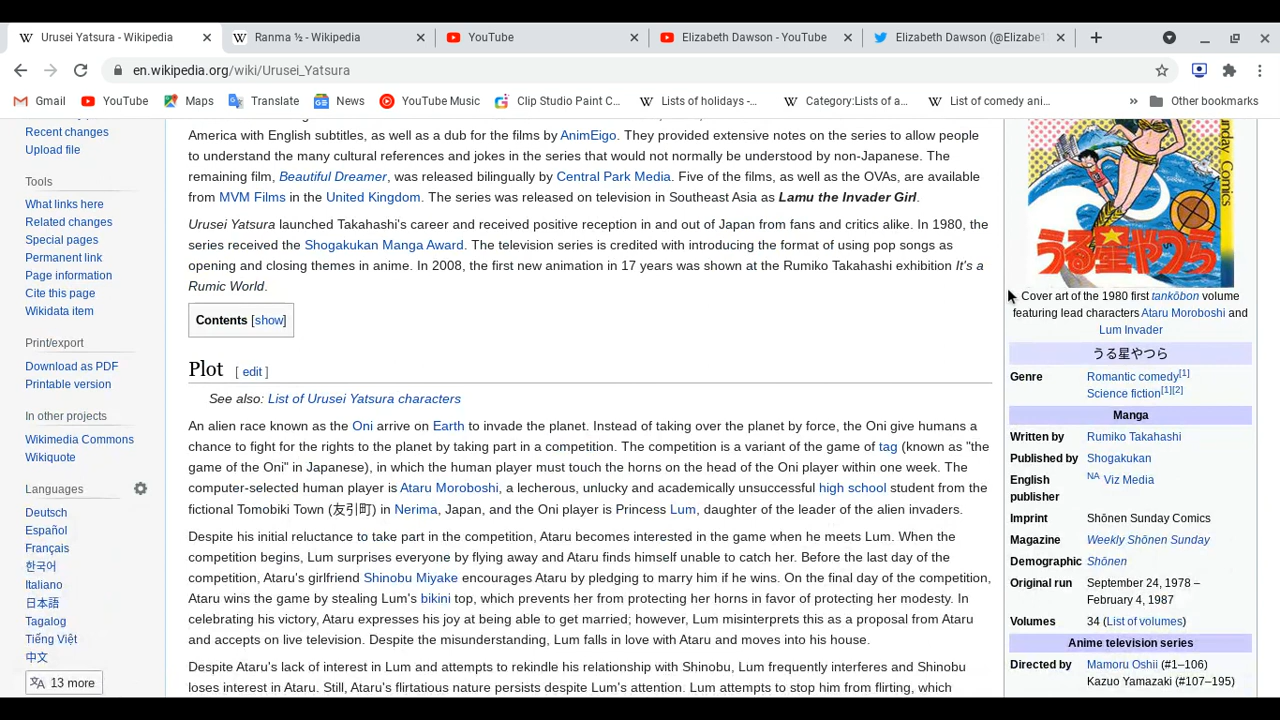 Urusei Yatsura - Wikipedia
Ranma ½ - Wikipedia
YouTube
Elizabeth Dawson - YouTube
Elizabeth Dawson (@Elizabe
en.wikipedia.org/wiki/Urusei_Yatsura
Gmail YouTube Maps Translate News YouTube Music Clip Studio Paint C... Lists of holidays -... Category:Lists of a... List of comedy ani... » Other bookmarks
Recent changes
Upload file
Tools
What links here
Related changes
Special pages
Permanent link
Page information
Cite this page
Wikidata item
Print/export
Download as PDF
Printable version
In other projects
Wikimedia Commons
Wikiquote
Languages
Deutsch
Español
Français
한국어
Italiano
日本語
Tagalog
Tiếng Việt
中文
13 more
America with English subtitles, as well as a dub for the films by AnimEigo. They provided extensive notes on the series to allow people
to understand the many cultural references and jokes in the series that would not normally be understood by non-Japanese. The
remaining film, Beautiful Dreamer, was released bilingually by Central Park Media. Five of the films, as well as the OVAs, are available
from MVM Films in the United Kingdom. The series was released on television in Southeast Asia as Lamu the Invader Girl.
Urusei Yatsura launched Takahashi's career and received positive reception in and out of Japan from fans and critics alike. In 1980, the
series received the Shogakukan Manga Award. The television series is credited with introducing the format of using pop songs as
opening and closing themes in anime. In 2008, the first new animation in 17 years was shown at the Rumiko Takahashi exhibition It's a
Rumic World.
Contents [show]
Plot [ edit ]
See also: List of Urusei Yatsura characters
An alien race known as the Oni arrive on Earth to invade the planet. Instead of taking over the planet by force, the Oni give humans a
chance to fight for the rights to the planet by taking part in a competition. The competition is a variant of the game of tag (known as "the
game of the Oni" in Japanese), in which the human player must touch the horns on the head of the Oni player within one week. The
computer-selected human player is Ataru Moroboshi, a lecherous, unlucky and academically unsuccessful high school student from the
fictional Tomobiki Town (友引町) in Nerima, Japan, and the Oni player is Princess Lum, daughter of the leader of the alien invaders.
Despite his initial reluctance to take part in the competition, Ataru becomes interested in the game when he meets Lum. When the
competition begins, Lum surprises everyone by flying away and Ataru finds himself unable to catch her. Before the last day of the
competition, Ataru's girlfriend Shinobu Miyake encourages Ataru by pledging to marry him if he wins. On the final day of the competition,
Ataru wins the game by stealing Lum's bikini top, which prevents her from protecting her horns in favor of protecting her modesty. In
celebrating his victory, Ataru expresses his joy at being able to get married; however, Lum misinterprets this as a proposal from Ataru
and accepts on live television. Despite the misunderstanding, Lum falls in love with Ataru and moves into his house.
Despite Ataru's lack of interest in Lum and attempts to rekindle his relationship with Shinobu, Lum frequently interferes and Shinobu
loses interest in Ataru. Still, Ataru's flirtatious nature persists despite Lum's attention. Lum attempts to stop him from flirting, which
unday Comics
うる星やつら
Cover art of the 1980 first tankōbon volume
featuring lead characters Ataru Moroboshi and
Lum Invader
うる星やつら
Genre Romantic comedy[1]
Science fiction[1][2]
Manga
Written by Rumiko Takahashi
Published by Shogakukan
English publisher NA Viz Media
Imprint Shōnen Sunday Comics
Magazine Weekly Shōnen Sunday
Demographic Shōnen
Original run September 24, 1978 –
February 4, 1987
Volumes 34 (List of volumes)
Anime television series
Directed by Mamoru Oshii (#1–106)
Kazuo Yamazaki (#107–195)